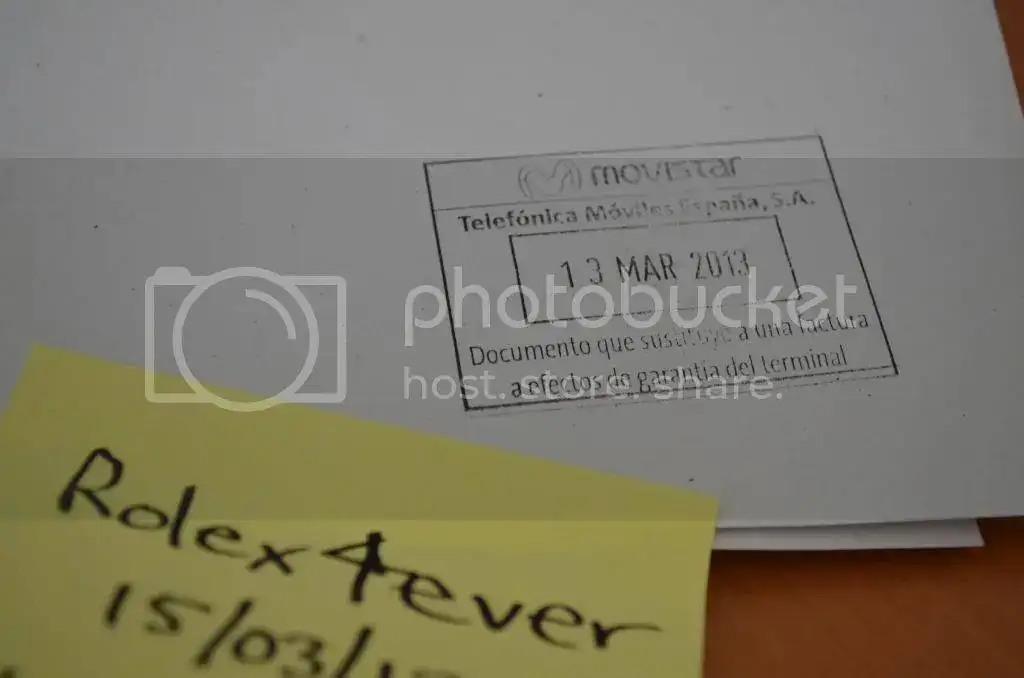 movistar
Telefónica Móviles España, S.A.
13 MAR 2013
Documento que sustituye a una factura
a efectos de garantía del terminal
photobucket
host. store. share.
Rolex4ever
15/03/